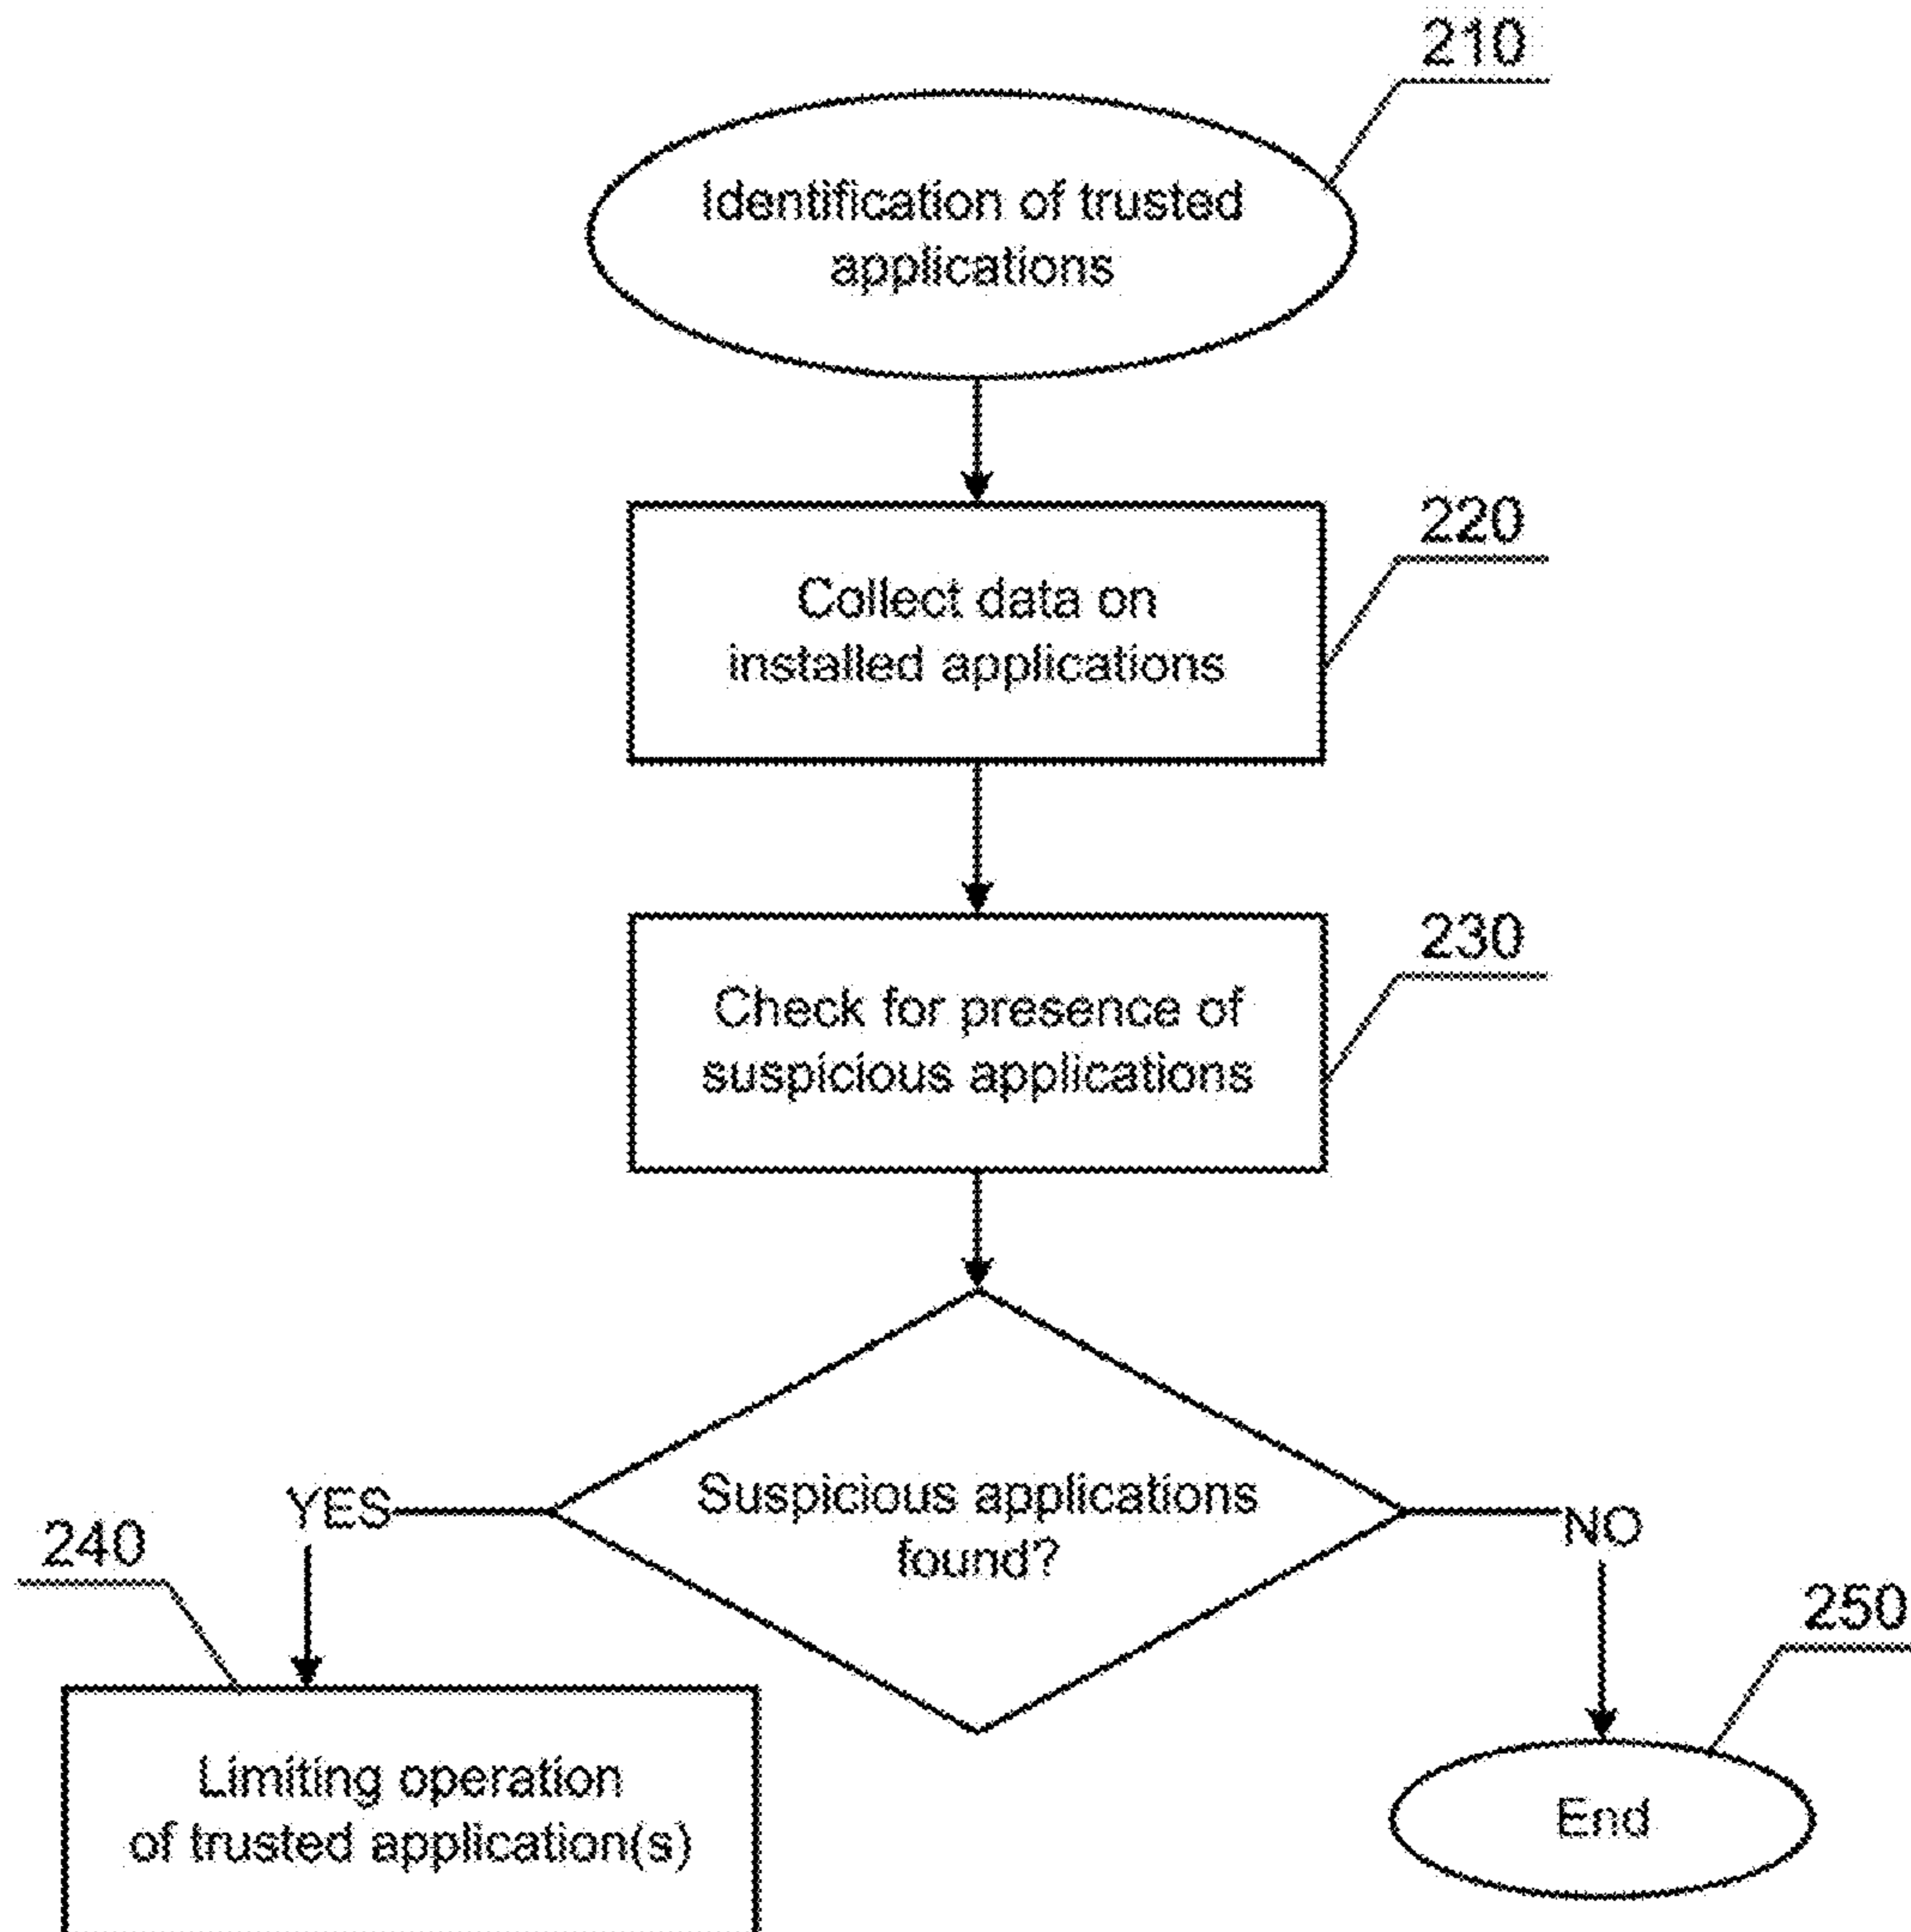 210
Identification of trusted
applications
220
Collect data on
installed applications
230
Check for presence of
suspicious applications
Suspicious applications
found?
YES
NO
240
250
Limiting operation
of trusted application(s)
End